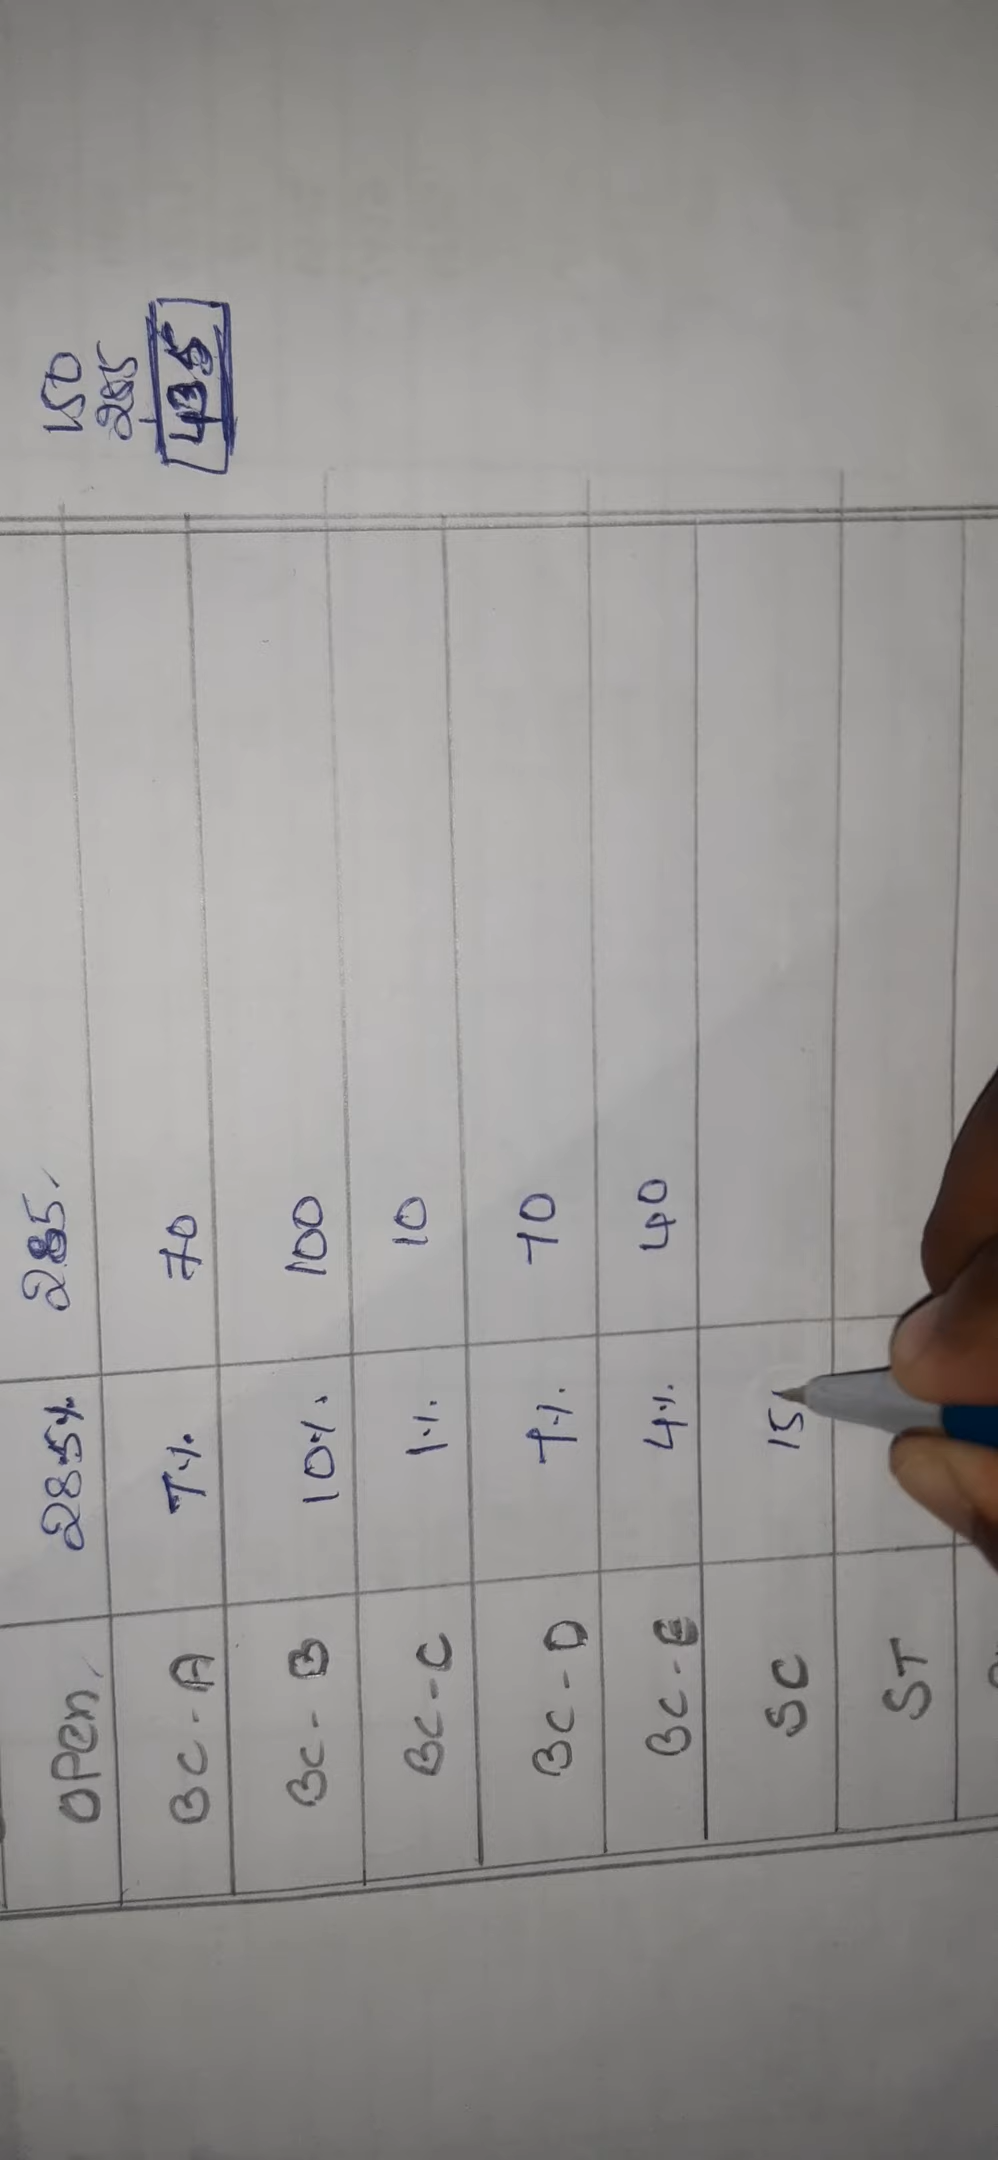 150
285
435
OPEN, 28.5% 285,
BC-A 7% 70
BC-B 10% 100
BC-C 1% 10
BC-D 7% 70
BC-E 4% 40
SC 15
ST